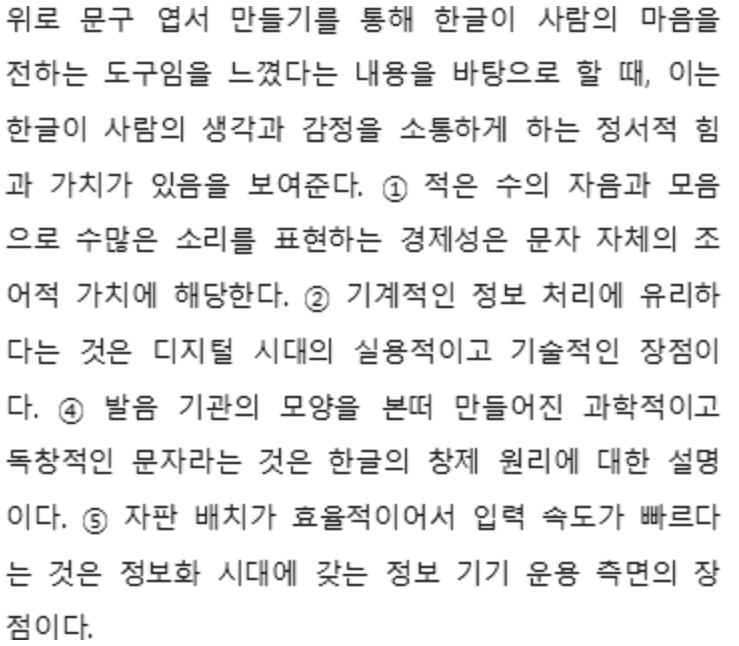 위로 문구 엽서 만들기를 통해 한글이 사람의 마음을
전하는 도구임을 느꼈다는 내용을 바탕으로 할 때, 이는
한글이 사람의 생각과 감정을 소통하게 하는 정서적 힘
과 가치가 있음을 보여준다. ① 적은 수의 자음과 모음
으로 수많은 소리를 표현하는 경제성은 문자 자체의 조
어적 가치에 해당한다. ② 기계적인 정보 처리에 유리하
다는 것은 디지털 시대의 실용적이고 기술적인 장점이
다. ④ 발음 기관의 모양을 본떠 만들어진 과학적이고
독창적인 문자라는 것은 한글의 창제 원리에 대한 설명
이다. ⑤ 자판 배치가 효율적이어서 입력 속도가 빠르다
는 것은 정보화 시대에 갖는 정보 기기 운용 측면의 장
점이다.